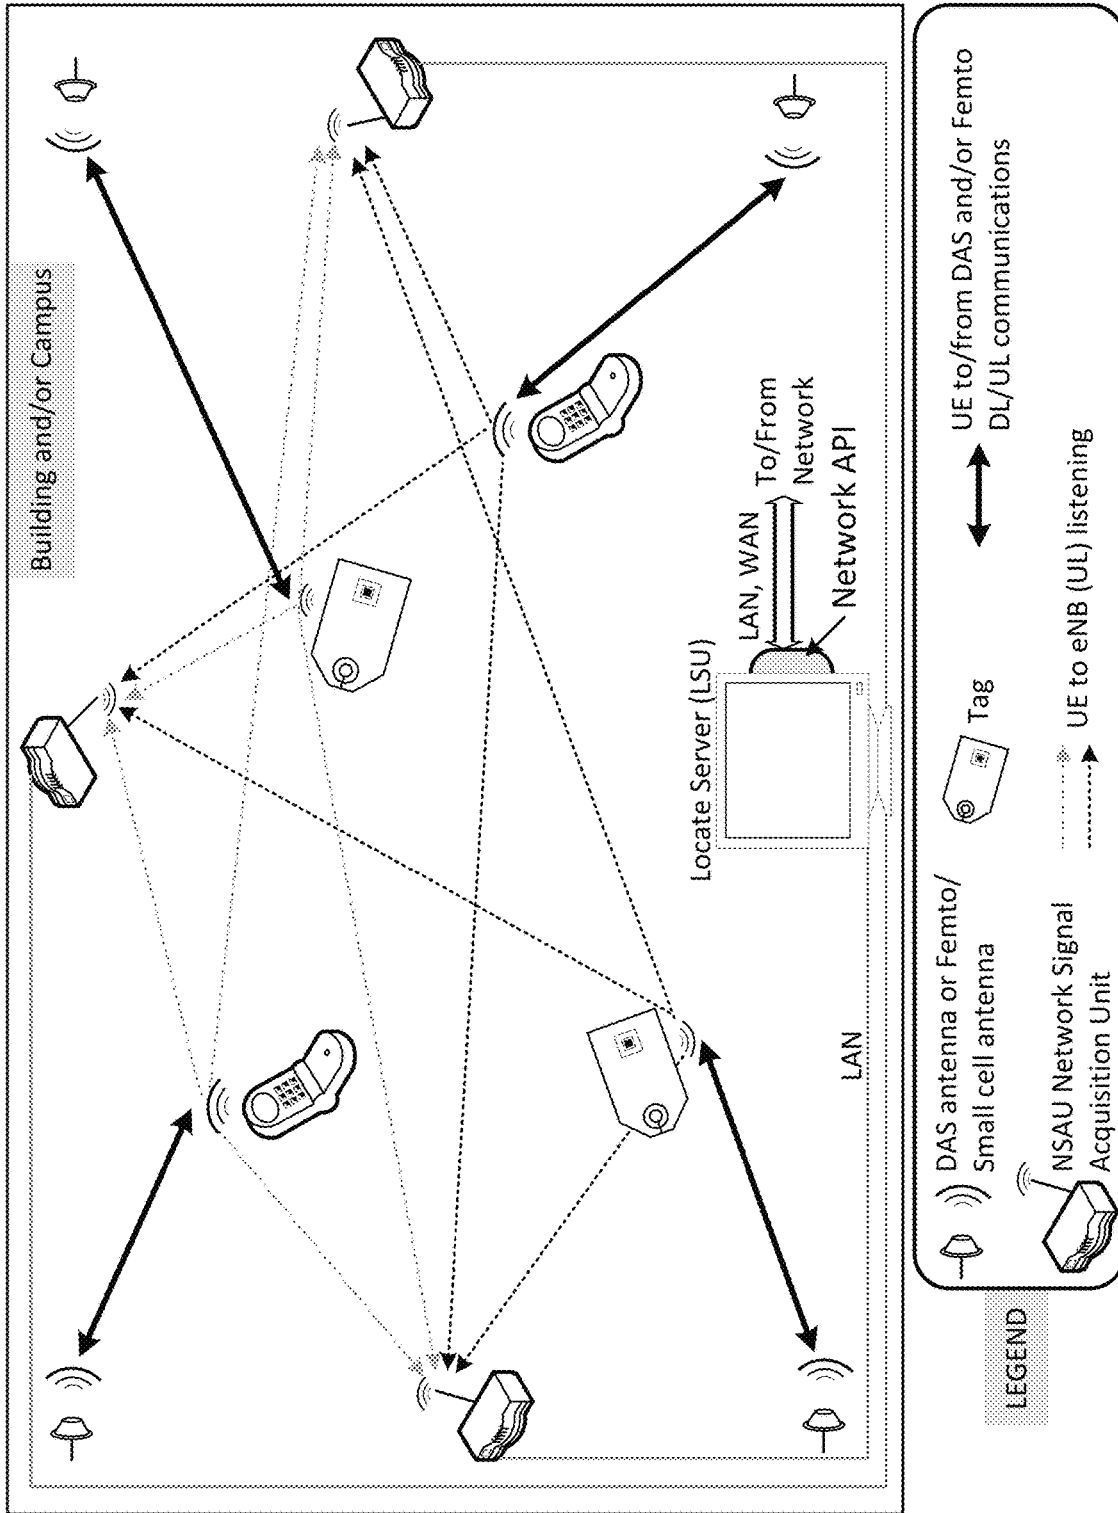 Building and/or Campus
Locate Server (LSU)
LAN, WAN
To/From
Network
Network API
LAN
LEGEND
DAS antenna or Femto/
Small cell antenna
Tag
UE to/from DAS and/or Femto
DL/UL communications
NSAU Network Signal
Acquisition Unit
UE to eNB (UL) listening